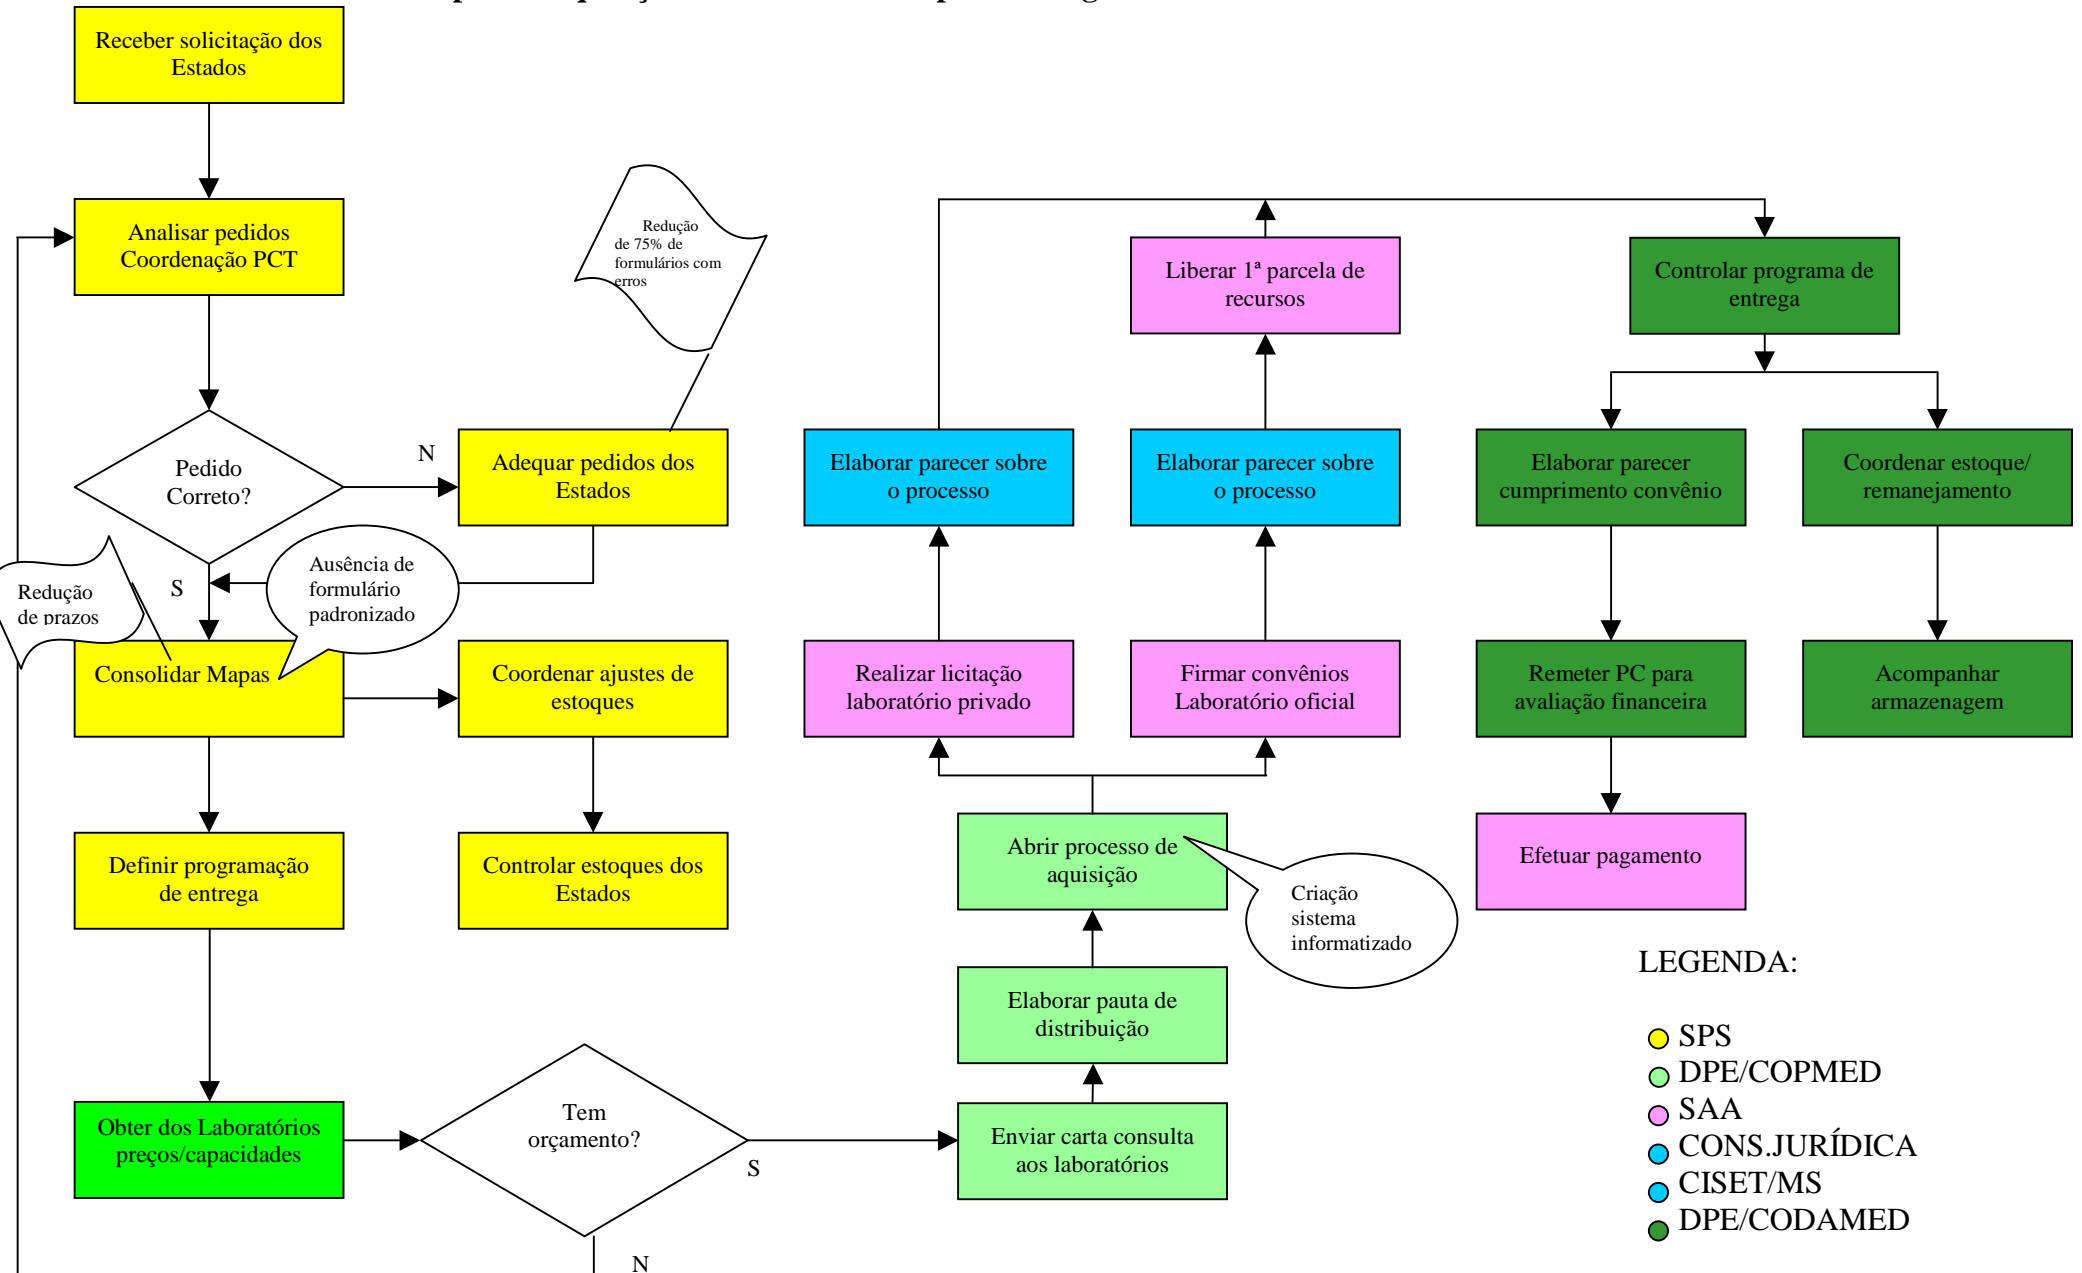 Receber solicitação dos
Estados
Analisar pedidos
Coordenação PCT
Redução
de 75% de
formulários com
erros
Liberar 1ª parcela de
recursos
Controlar programa de
entrega
Pedido
Correto?
N
Adequar pedidos dos
Estados
Elaborar parecer sobre
o processo
Elaborar parecer sobre
o processo
Elaborar parecer
cumprimento convênio
Coordenar estoque/
remanejamento
Redução
de prazos
S
Ausência de
formulário
padronizado
Consolidar Mapas
Coordenar ajustes de
estoques
Realizar licitação
laboratório privado
Firmar convênios
Laboratório oficial
Remeter PC para
avaliação financeira
Acompanhar
armazenagem
Definir programação
de entrega
Controlar estoques dos
Estados
Abrir processo de
aquisição
Criação
sistema
informatizado
Efetuar pagamento
Elaborar pauta de
distribuição
Obter dos Laboratórios
preços/capacidades
Tem
orçamento?
S
N
Enviar carta consulta
aos laboratórios
LEGENDA:
SPS
DPE/COPMED
SAA
CONS.JURÍDICA
CISET/MS
DPE/CODAMED